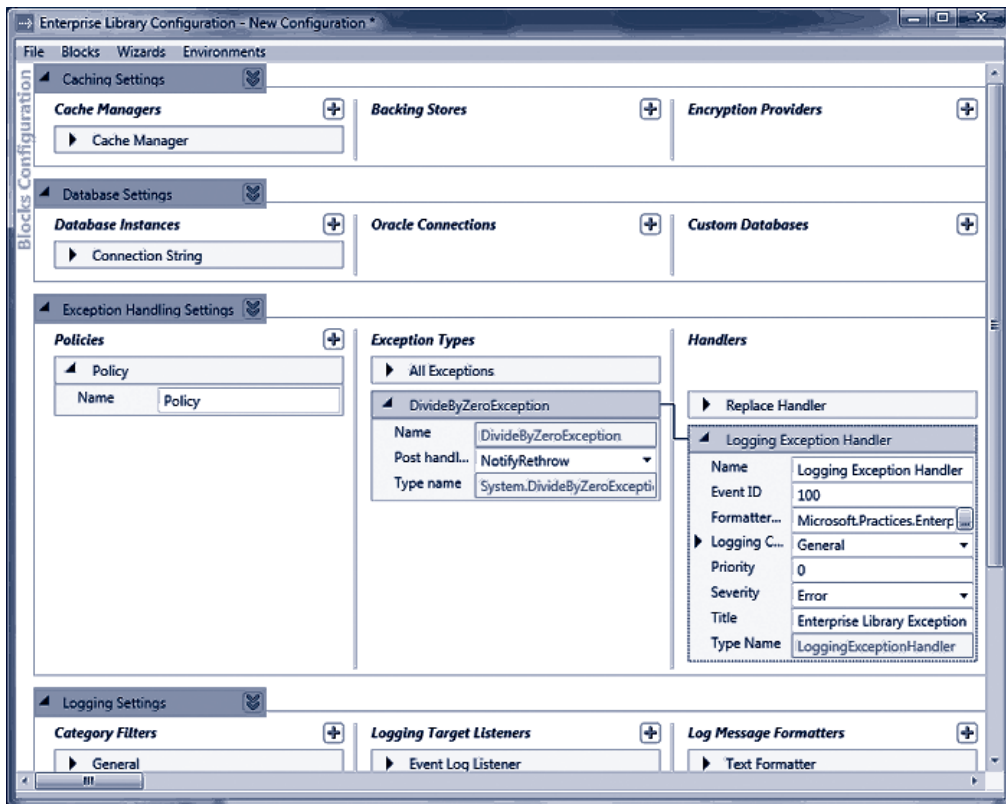 Enterprise Library Configuration - New Configuration *
File Blocks Wizards Environments
Blocks Configuration
Caching Settings
Cache Managers
Backing Stores
Encryption Providers
Cache Manager
Database Settings
Database Instances
Oracle Connections
Custom Databases
Connection String
Exception Handling Settings
Policies
Exception Types
Handlers
Policy
All Exceptions
Name Policy
DivideByZeroException
Replace Handler
Name DivideByZeroException
Logging Exception Handler
Post handl... NotifyRethrow
Name Logging Exception Handler
Type name System.DivideByZeroExcepti
Event ID 100
Formatter... Microsoft.Practices.Enterp ...
Logging C... General
Priority 0
Severity Error
Title Enterprise Library Exception
Type Name LoggingExceptionHandler
Logging Settings
Category Filters
Logging Target Listeners
Log Message Formatters
General
Event Log Listener
Text Formatter